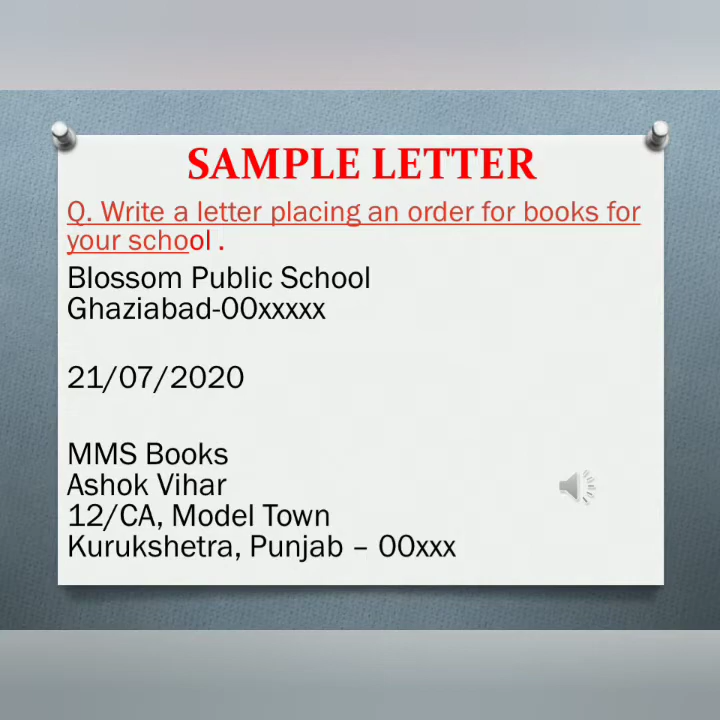 SAMPLE LETTER
Q. Write a letter placing an order for books for
your school .
Blossom Public School
Ghaziabad-00xxxxx
21/07/2020
MMS Books
Ashok Vihar
12/CA, Model Town
Kurukshetra, Punjab – 00xxx